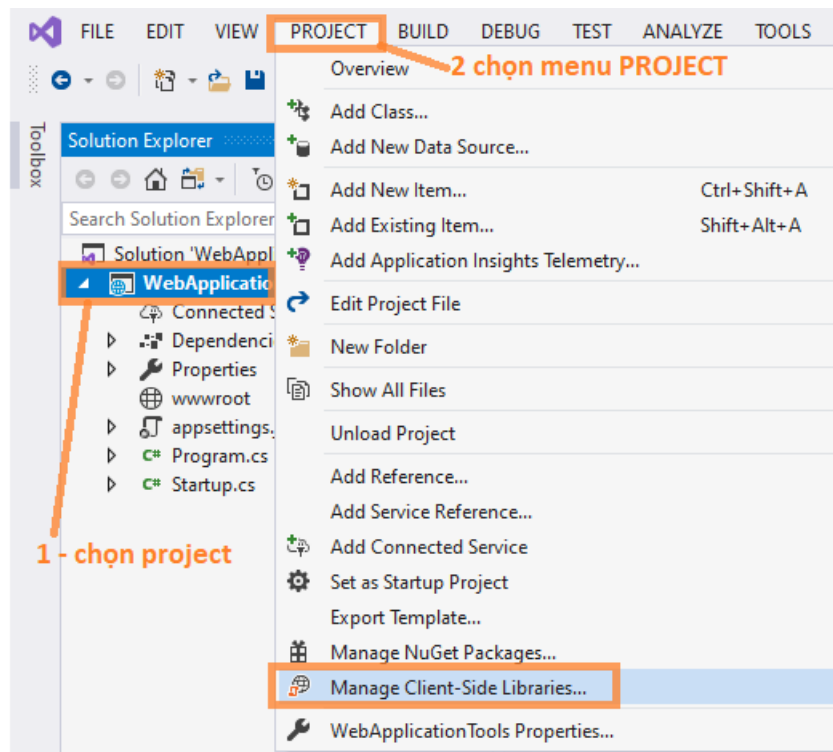 FILE EDIT VIEW PROJECT BUILD DEBUG TEST ANALYZE TOOLS
Overview
2 chọn menu PROJECT
Toolbox
Solution Explorer
Search Solution Explorer
Solution 'WebAppl
WebApplicatio
Connected S
Dependenci
Properties
wwwroot
appsettings.
C# Program.cs
C# Startup.cs
1 - chọn project
Add Class...
Add New Data Source...
Add New Item... Ctrl+Shift+A
Add Existing Item... Shift+Alt+A
Add Application Insights Telemetry...
Edit Project File
New Folder
Show All Files
Unload Project
Add Reference...
Add Service Reference...
Add Connected Service
Set as Startup Project
Export Template...
Manage NuGet Packages...
Manage Client-Side Libraries...
WebApplicationTools Properties...